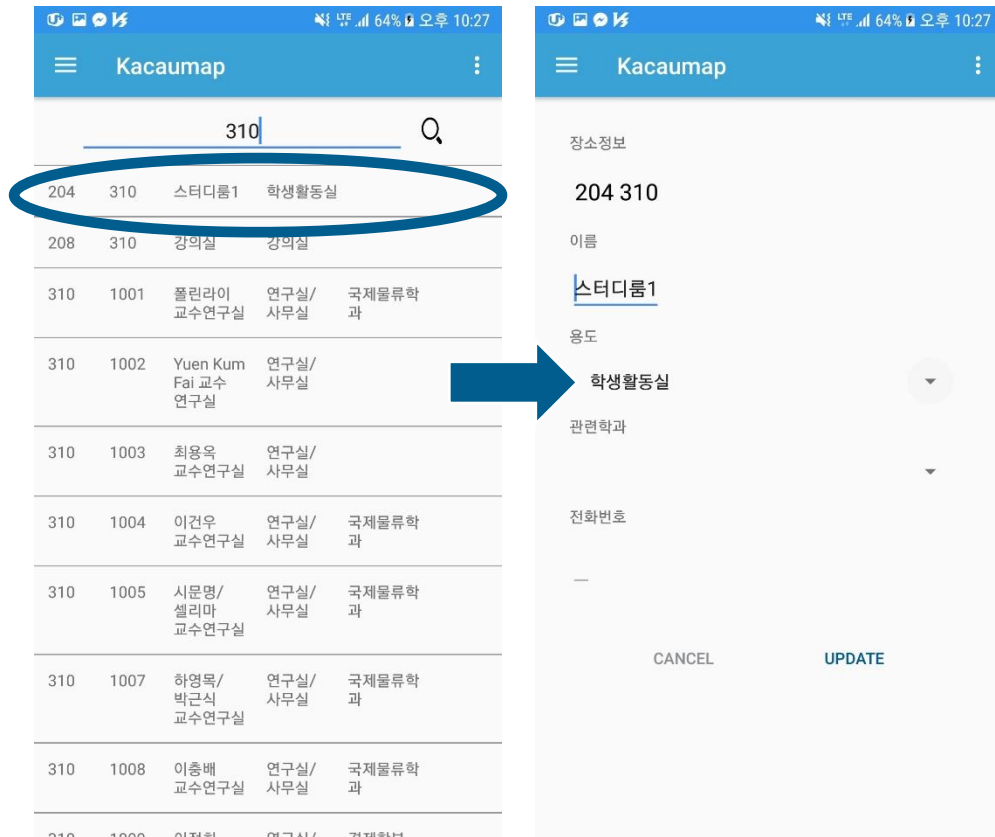 오후 10:27
LTE 64%
Kacaumap
310
204 310 스터디룸1 학생활동실
208 310 강의실 강의실
310 1001 폴린라이 연구실/ 국제물류학
교수연구실 사무실 과
310 1002 Yuen Kum 연구실/
Fai 교수 사무실
연구실
310 1003 최용옥 연구실/
교수연구실 사무실
310 1004 이건우 연구실/ 국제물류학
교수연구실 사무실 과
310 1005 시문명/ 연구실/ 국제물류학
셀리마 사무실 과
교수연구실
310 1007 하영목/ 연구실/ 국제물류학
박근식 사무실 과
교수연구실
310 1008 이충배 연구실/ 국제물류학
교수연구실 사무실 과
LTE 64% 오후 10:27
Kacaumap
장소정보
204 310
이름
스터디룸1
용도
학생활동실
관련학과
전화번호
CANCEL UPDATE